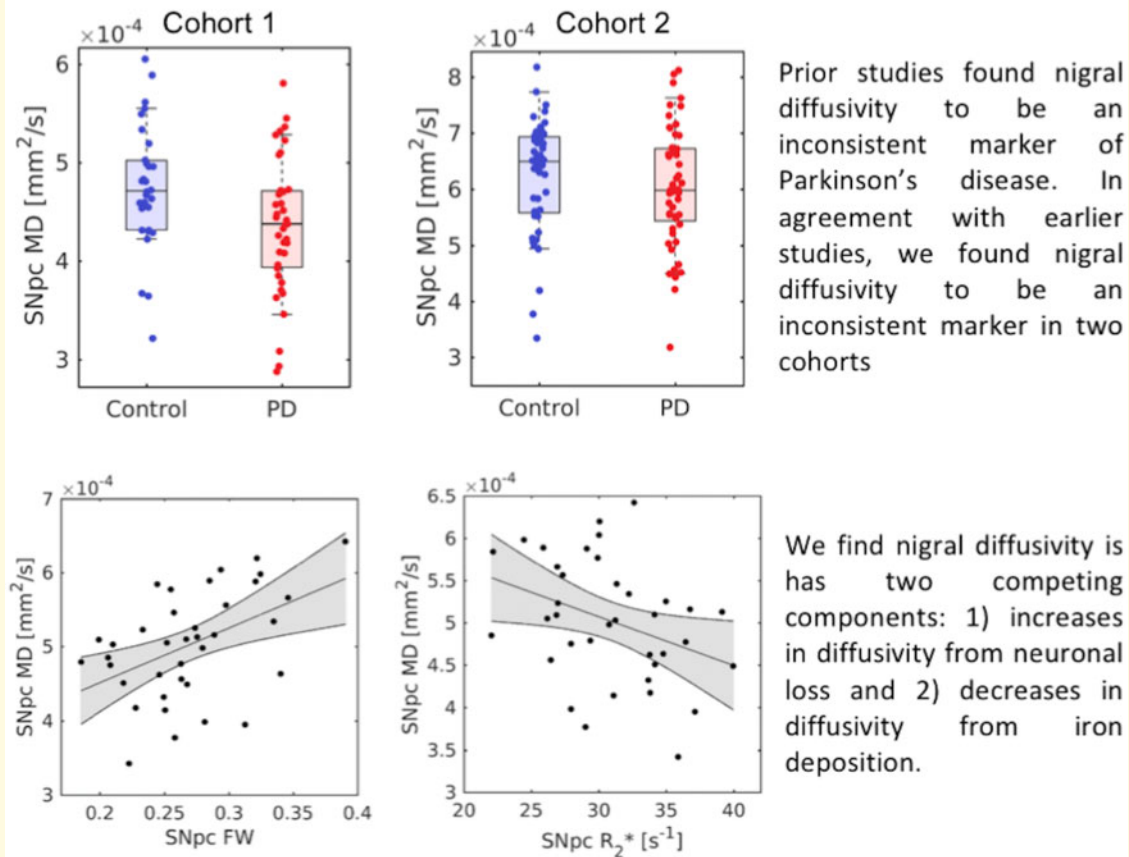 Cohort 1
×10⁻⁴
6
5
4
3
SNpc MD [mm²/s]
Control
PD
Cohort 2
×10⁻⁴
8
7
6
5
4
3
SNpc MD [mm²/s]
Control
PD
Prior studies found nigral
diffusivity to be an
inconsistent marker of
Parkinson's disease. In
agreement with earlier
studies, we found nigral
diffusivity to be an
inconsistent marker in two
cohorts
×10⁻⁴
7
6
5
4
3
SNpc MD [mm²/s]
0.2 0.25 0.3 0.35 0.4
SNpc FW
×10⁻⁴
6.5
6
5.5
5
4.5
4
3.5
3
SNpc MD [mm²/s]
20 25 30 35 40
SNpc R₂* [s⁻¹]
We find nigral diffusivity is
has two competing
components: 1) increases
in diffusivity from neuronal
loss and 2) decreases in
diffusivity from iron
deposition.